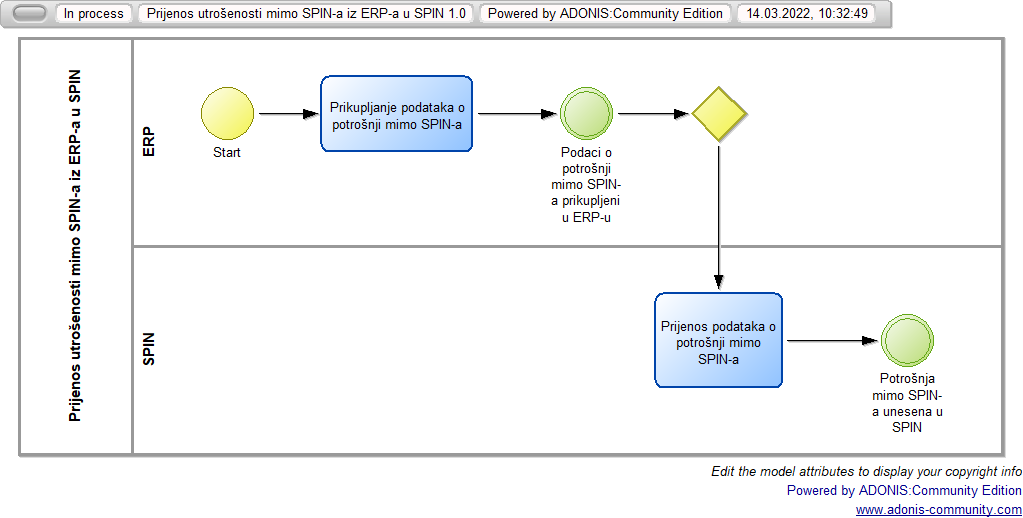 In process
Prijenos utrošenosti mimo SPIN-a iz ERP-a u SPIN 1.0
Powered by ADONIS:Community Edition
14.03.2022, 10:32:49
Prijenos utrošenosti mimo SPIN-a iz ERP-a u SPIN
ERP
Start
Prikupljanje podataka o
potrošnji mimo SPIN-a
Podaci o
potrošnji
mimo SPIN-
a prikupljeni
u ERP-u
SPIN
Prijenos podataka o
potrošnji mimo
SPIN-a
Potrošnja
mimo SPIN-
a unesena u
SPIN
Edit the model attributes to display your copyright info
Powered by ADONIS:Community Edition
www.adonis-community.com